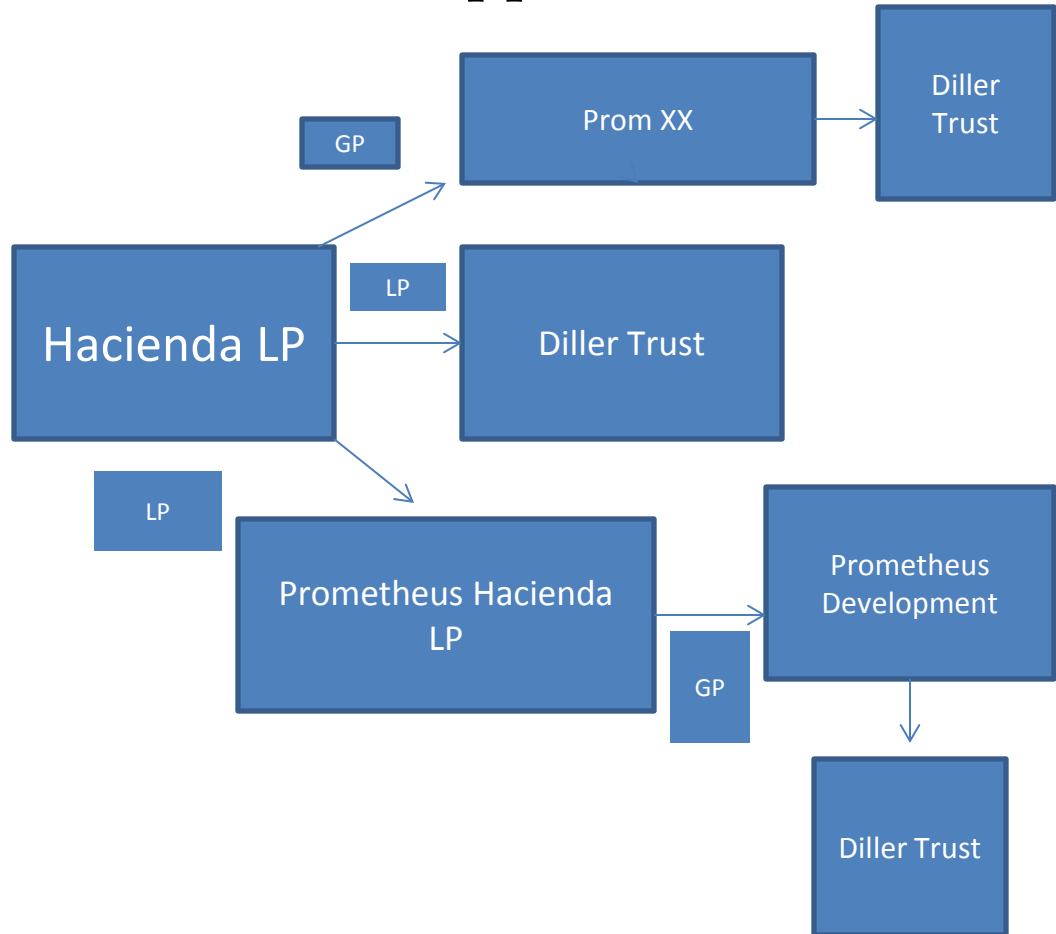 Diller
Trust
Prom XX
GP
LP
Hacienda LP
Diller Trust
LP
Prometheus Hacienda
LP
Prometheus
Development
GP
Diller Trust